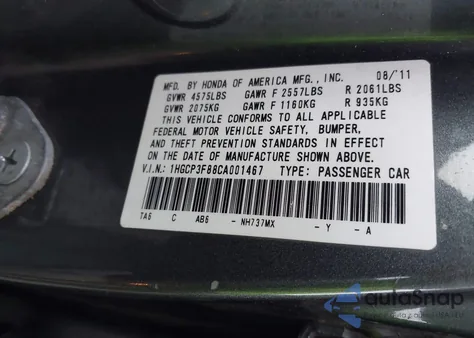 MFD. BY HONDA OF AMERICA MFG., INC. 08/'11
GVWR 4575LBS GAWR F 2557LBS R 2061LBS
GVWR 2075KG GAWR F 1160KG R 935KG
THIS VEHICLE CONFORMS TO ALL APPLICABLE
FEDERAL MOTOR VEHICLE SAFETY, BUMPER,
AND THEFT PREVENTION STANDARDS IN EFFECT
ON THE DATE OF MANUFACTURE SHOWN ABOVE.
V.I.N.: 1HGCP3F88CA001467 TYPE: PASSENGER CAR
TA6 C AB6 - NH737MX - Y - A
autoSnap